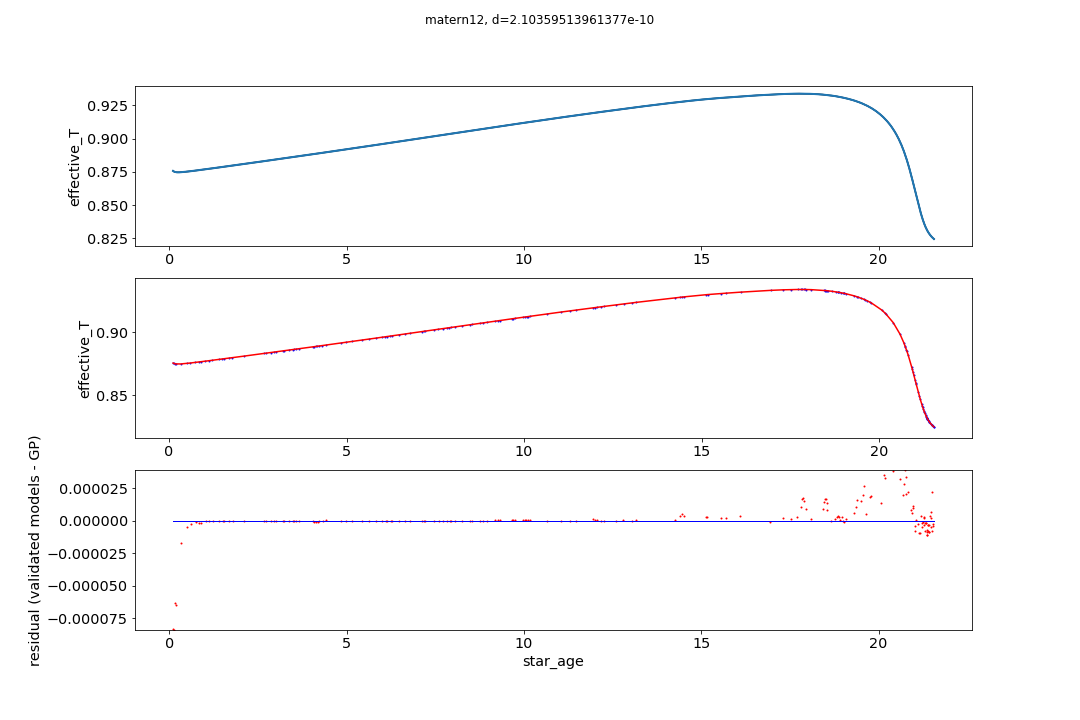 matern12, d=2.10359513961377e-10
effective_T
0.925
0.900
0.875
0.850
0.825
0 5 10 15 20
effective_T
0.90
0.85
0 5 10 15 20
residual (validated models - GP)
0.000025
0.000000
−0.000025
−0.000050
−0.000075
0 5 10 15 20
star_age